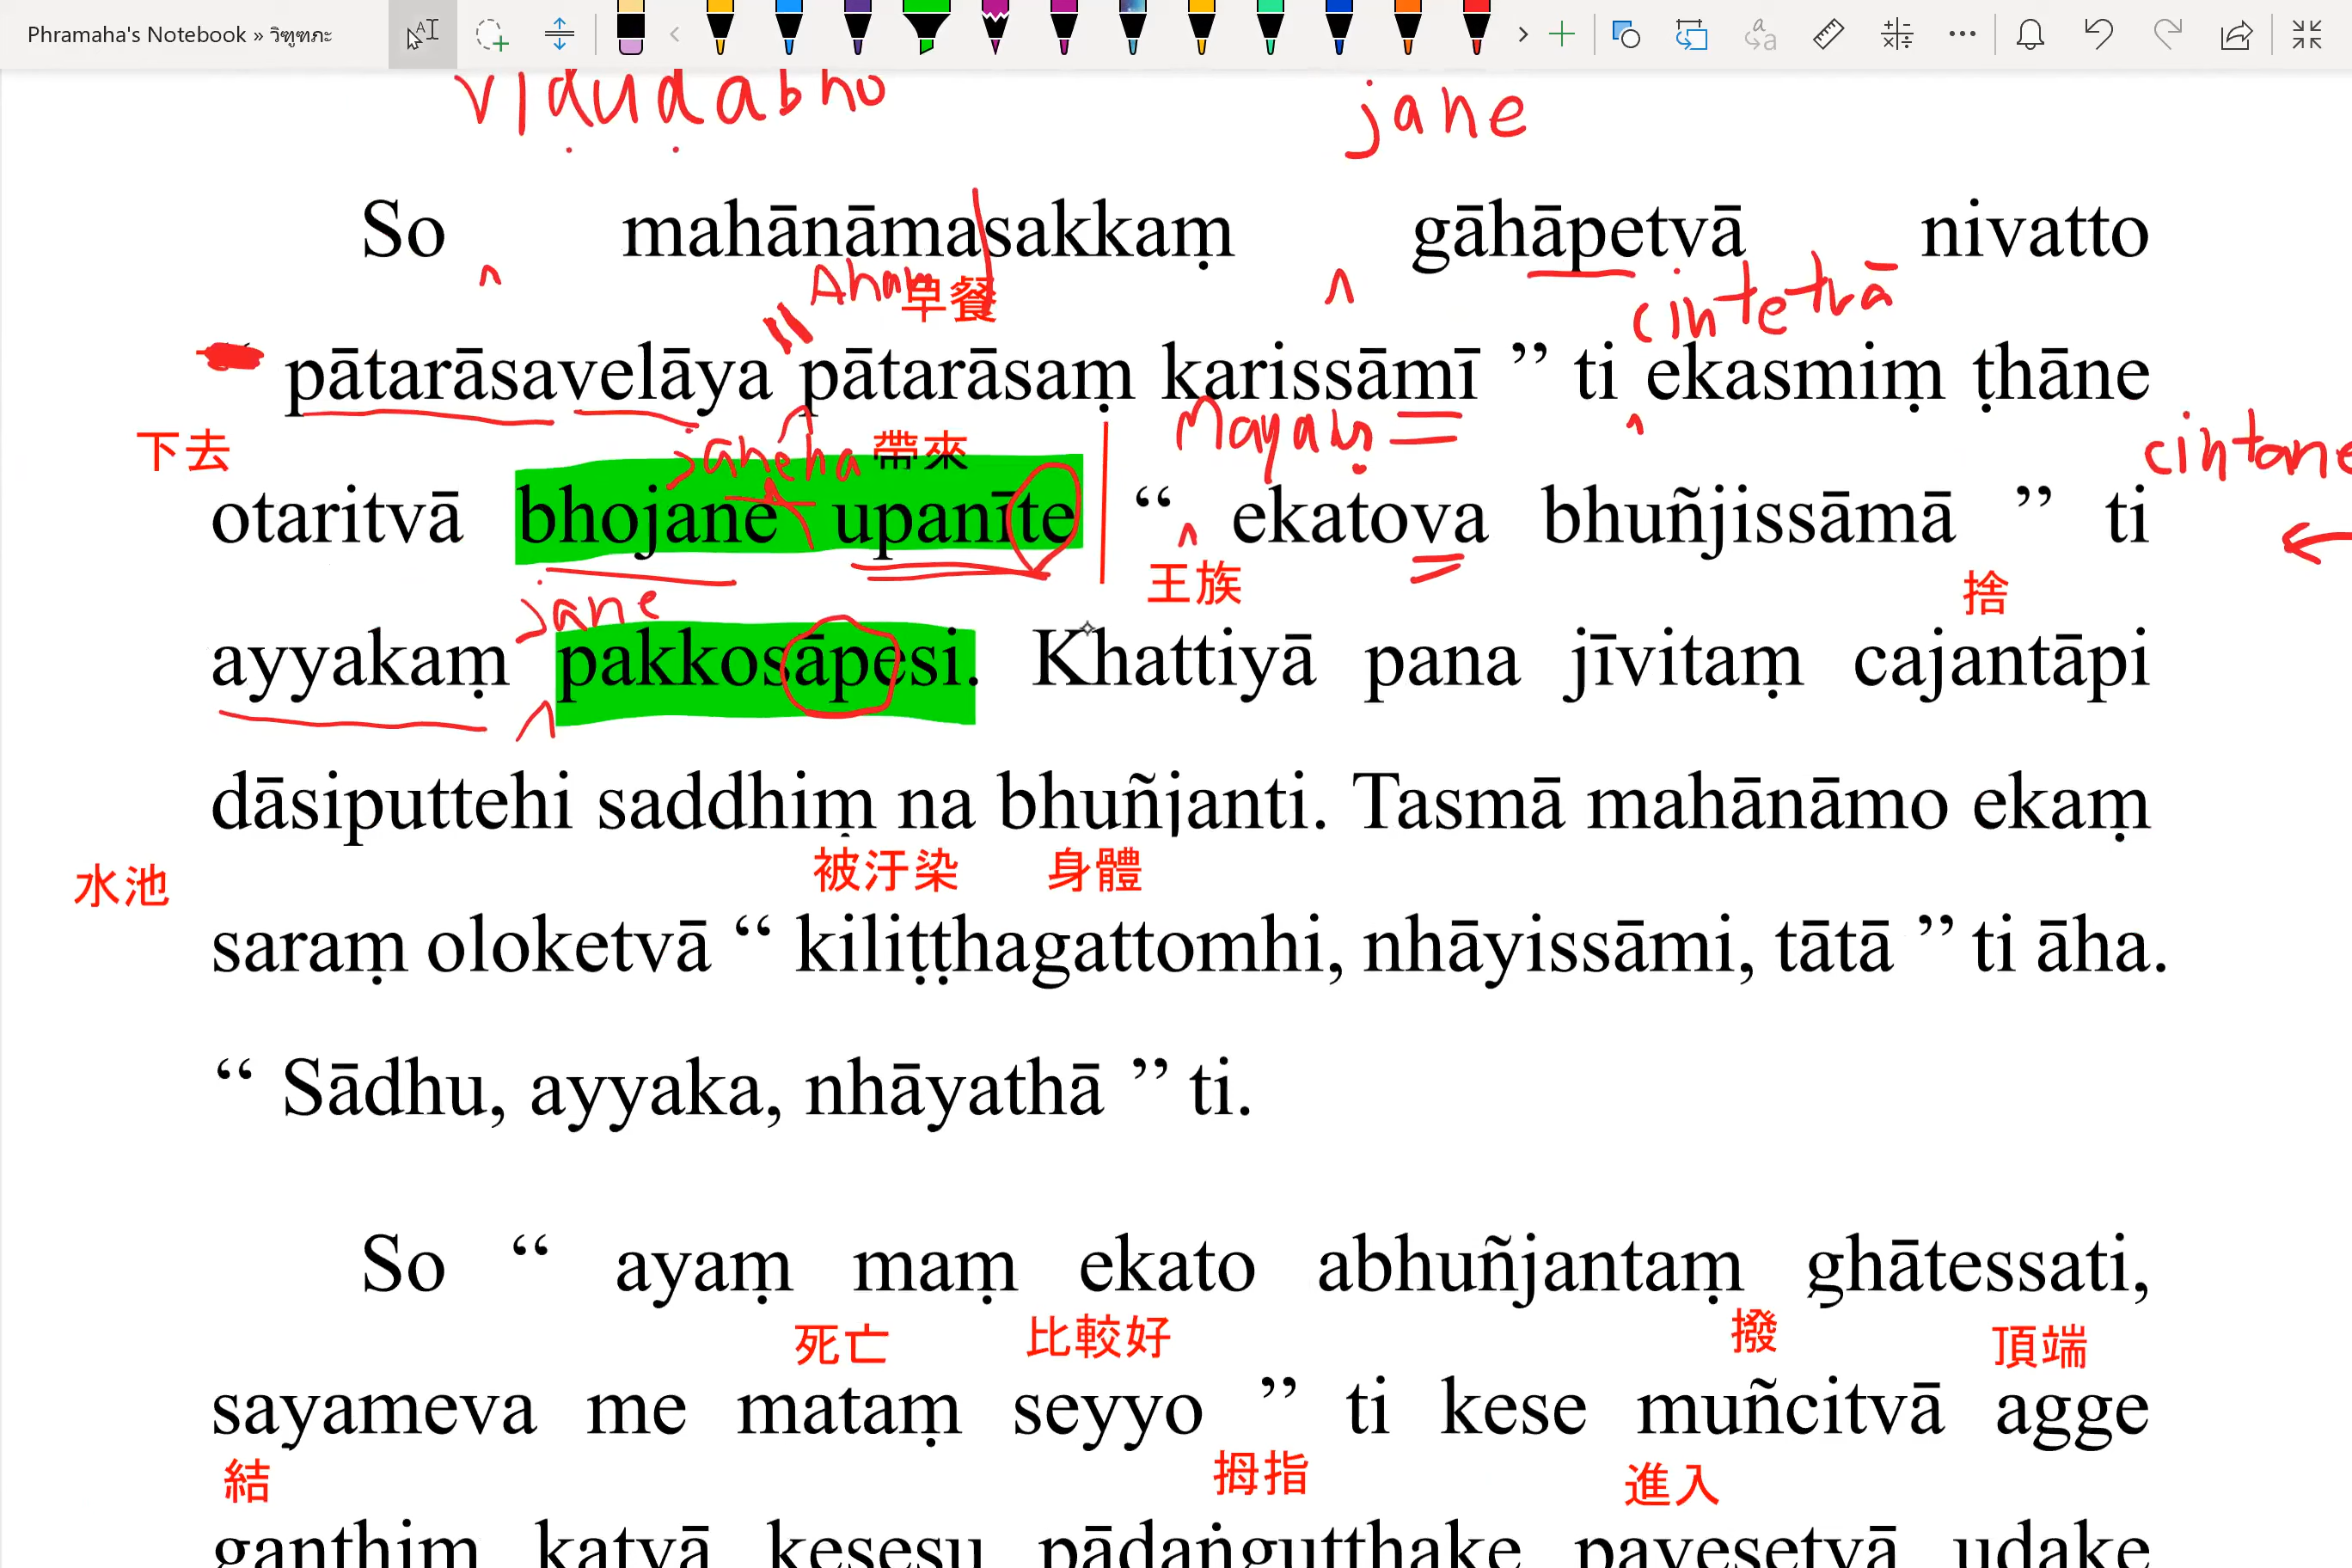 Phramaha's Notebook » วิฑูฑภะ
viḍuḍabho jane
So mahānāmasakkaṃ gāhāpetvā nivatto
Ahaṃ 早餐 cintetvā
pātarāsavelāya pātarāsaṃ karissāmī ” ti ekasmiṃ ṭhāne
下去 janeha 帶來 Mayaṃ
otaritvā bhojane upanīte “ ekatova bhuñjissāmā ” ti
jane 王族 捨
ayyakaṃ pakkosāpesi. Khattiyā pana jīvitaṃ cajantāpi
dāsiputtehi saddhiṃ na bhuñjanti. Tasmā mahānāmo ekaṃ
水池 被汙染 身體
saraṃ oloketvā “ kiliṭṭhagattomhi, nhāyissāmi, tātā ” ti āha.
“ Sādhu, ayyaka, nhāyathā ” ti.
So “ ayaṃ maṃ ekato abhuñjantaṃ ghātessati,
死亡 比較好 撥 頂端
sayameva me mataṃ seyyo ” ti kese muñcitvā agge
結 拇指 進入
ganthiṃ katvā kesesu pādaṅguṭṭhake pavesetvā udake